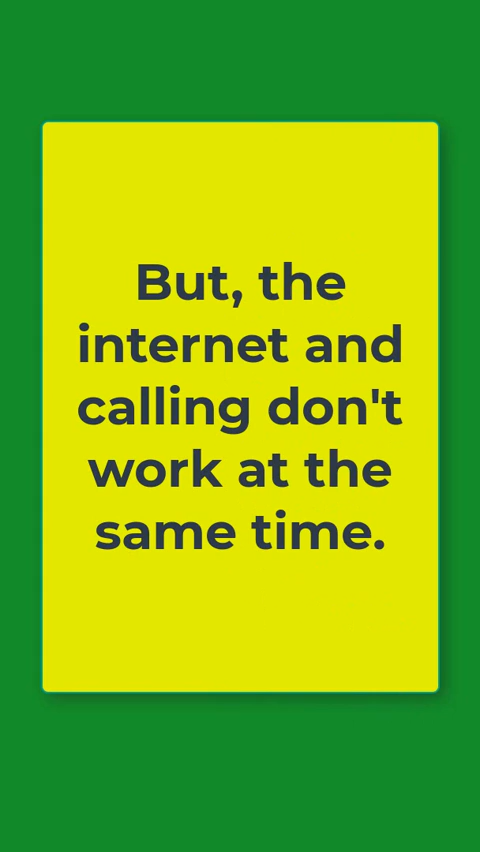 But, the
internet and
calling don't
work at the
same time.